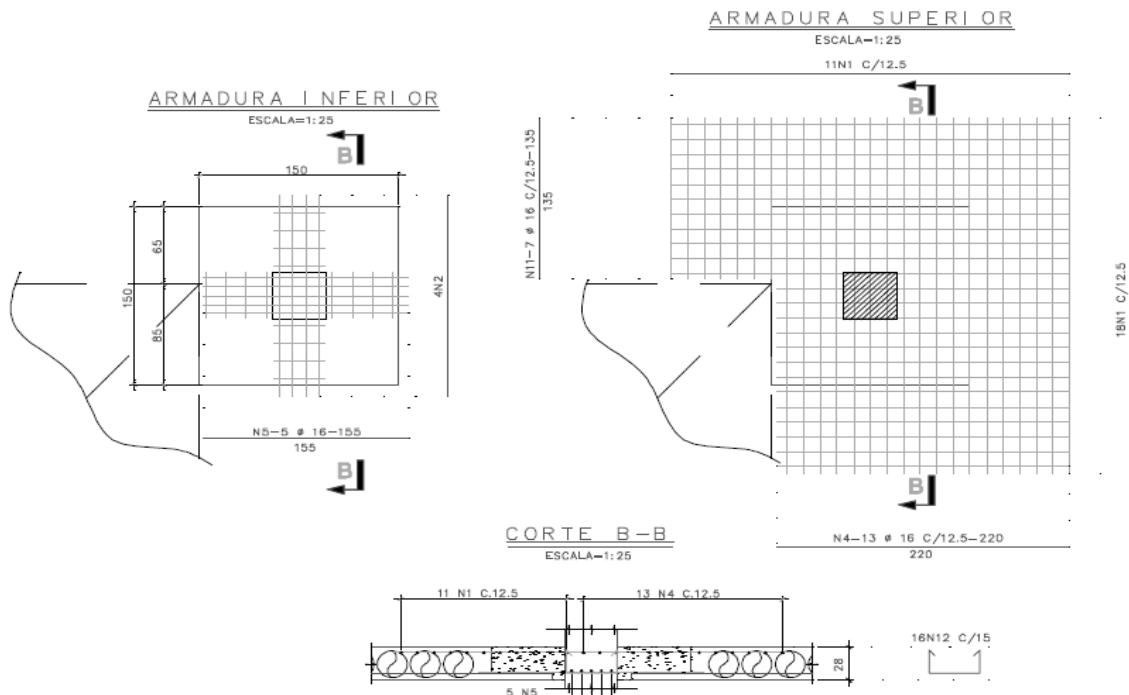 ARMADURA SUPERIOR
ESCALA=1:25
11N1 C/12.5
B
ARMADURA INFERIOR
ESCALA=1:25
B
150
N11-7 ø 16 C/12.5-135
135
65
150
85
4N2
18N1 C/12.5
N5-5 ø 16-155
155
B
B
N4-13 ø 16 C/12.5-220
220
CORTE B-B
ESCALA=1:25
11 N1 C.12.5
13 N4 C.12.5
28
16N12 C/15
5 N5